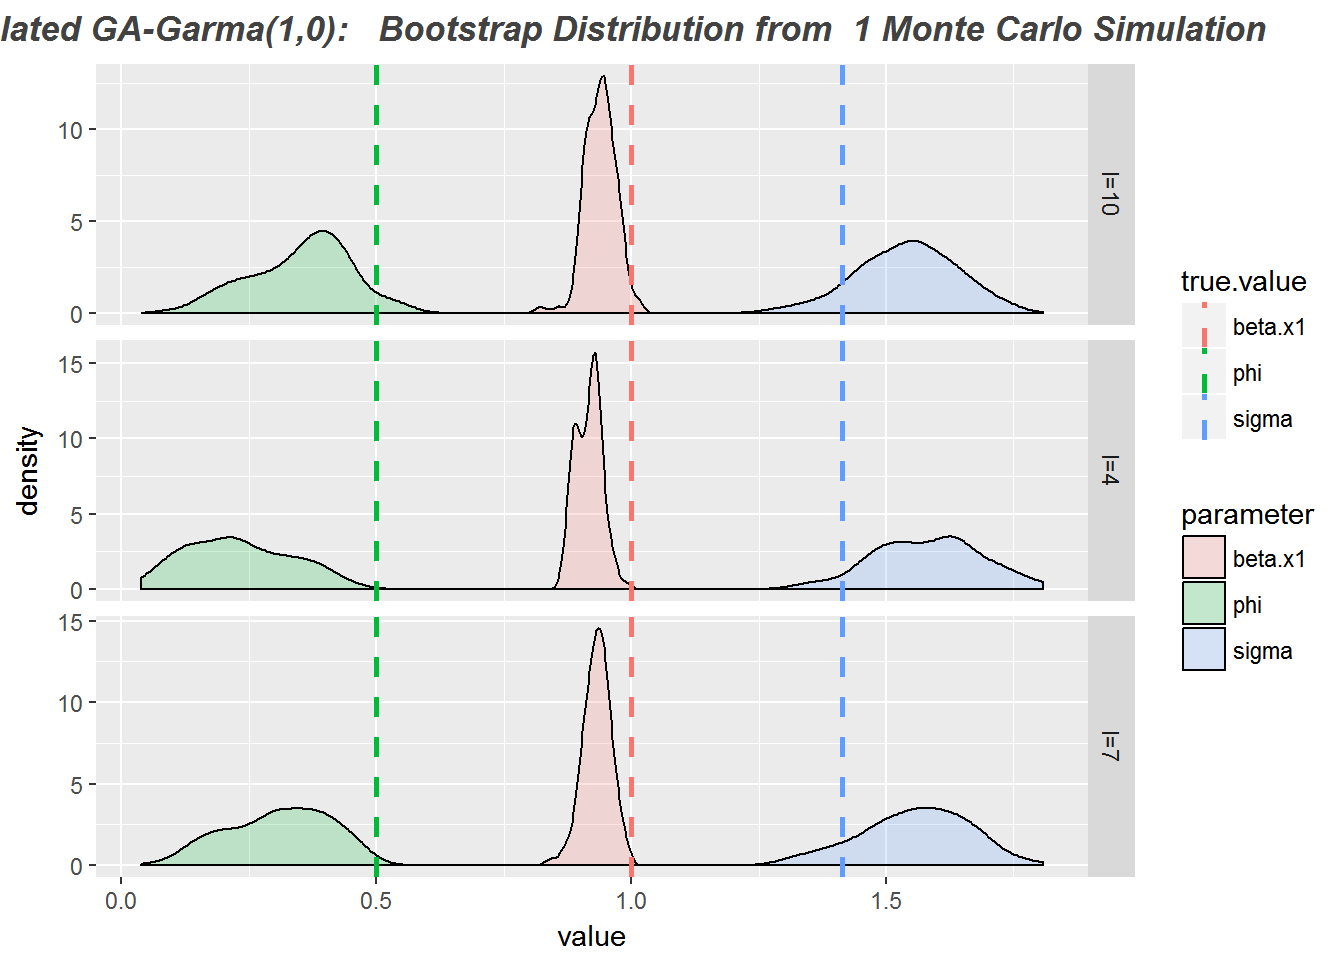 lated GA-Garma(1,0): Bootstrap Distribution from 1 Monte Carlo Simulation
10
5
0
l=10
15
10
5
0
l=4
15
10
5
0
l=7
0.0 0.5 1.0 1.5
value
density
true.value
beta.x1
phi
sigma
parameter
beta.x1
phi
sigma